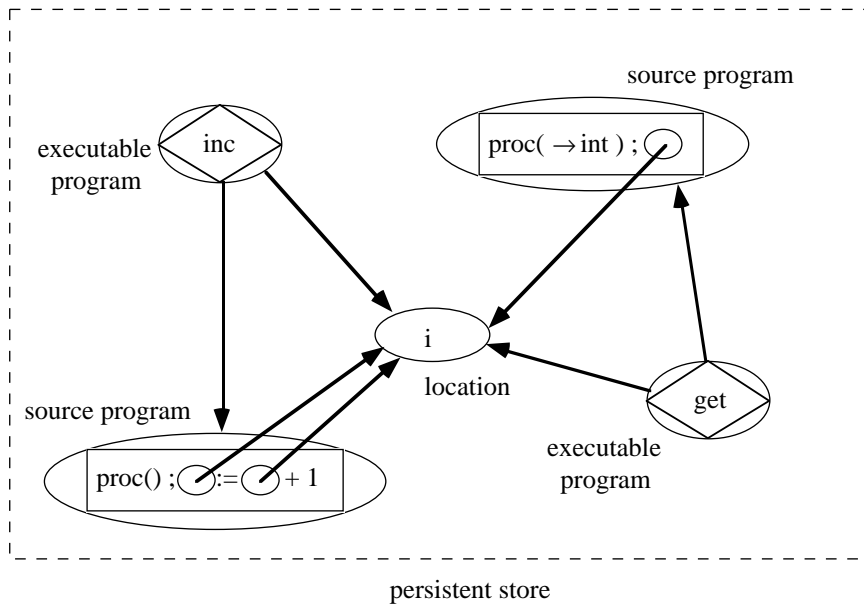 source program
inc
proc( →int ) ;
executable
program
i
location
get
source program
executable
program
proc() ; := + 1
persistent store